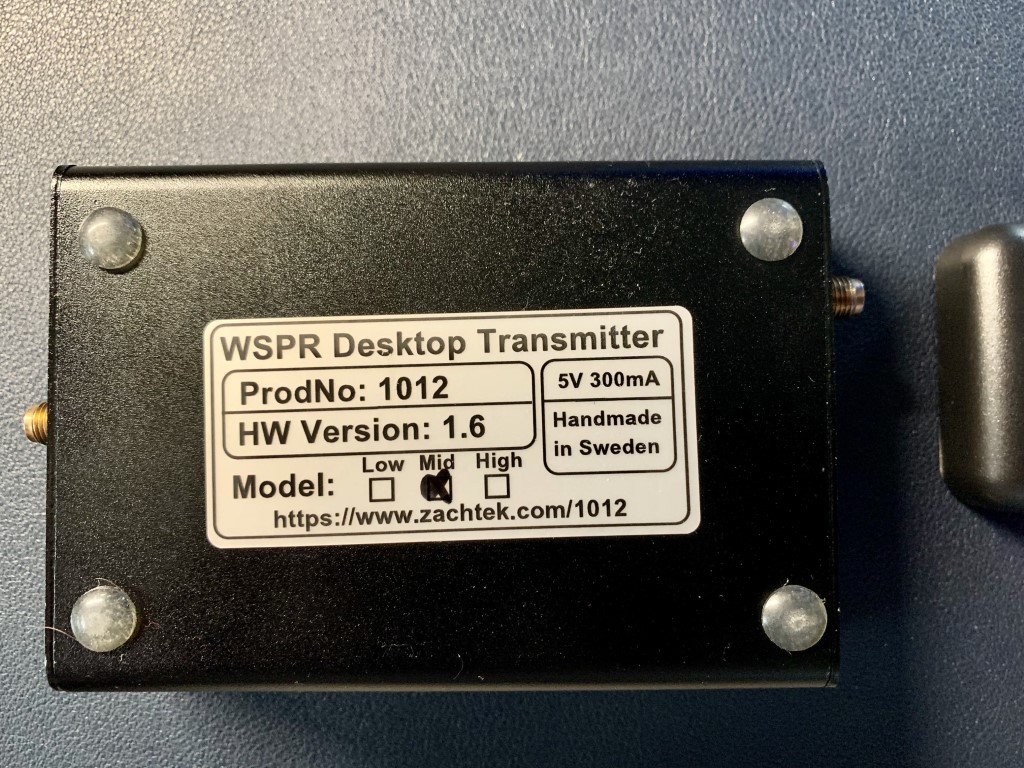 WSPR Desktop Transmitter
ProdNo: 1012
HW Version: 1.6
5V 300mA
Handmade
in Sweden
Low Mid High
Model:
https://www.zachtek.com/1012